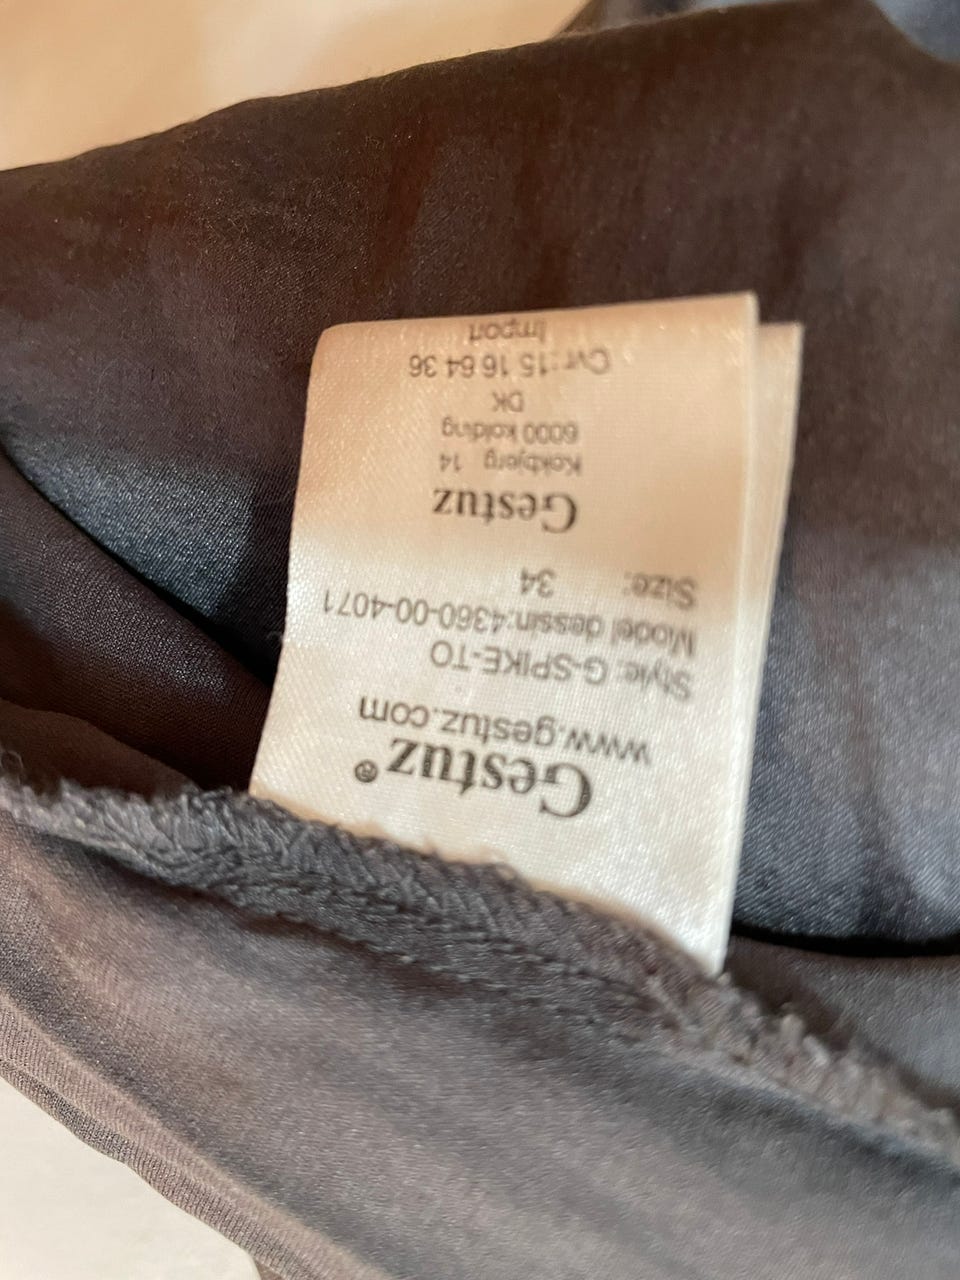 Gestuz®
www.gestuz.com
Style: G-SPIKE-TO
Model dessin:4360-00-4071
Size: 34
Gestuz
Kokbjerg 14
6000 kolding
DK
Cvr:15 16 64 36
Import